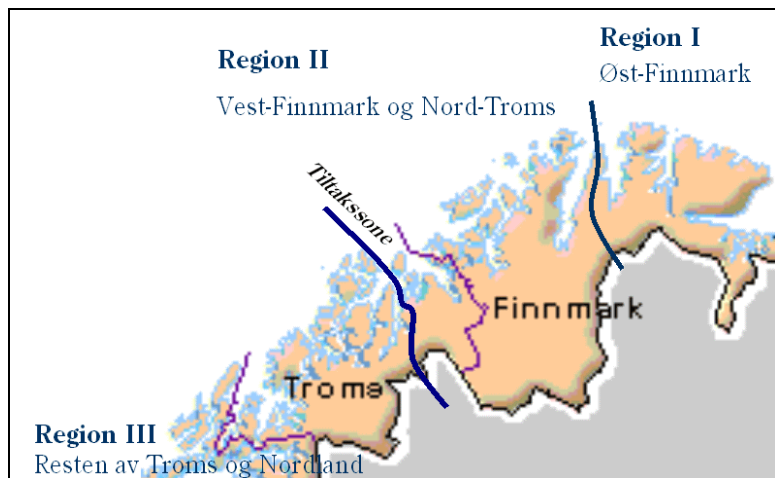 Region I
Øst-Finnmark
Region II
Vest-Finnmark og Nord-Troms
Tiltakssone
Finnmark
Troms
Region III
Resten av Troms og Nordland